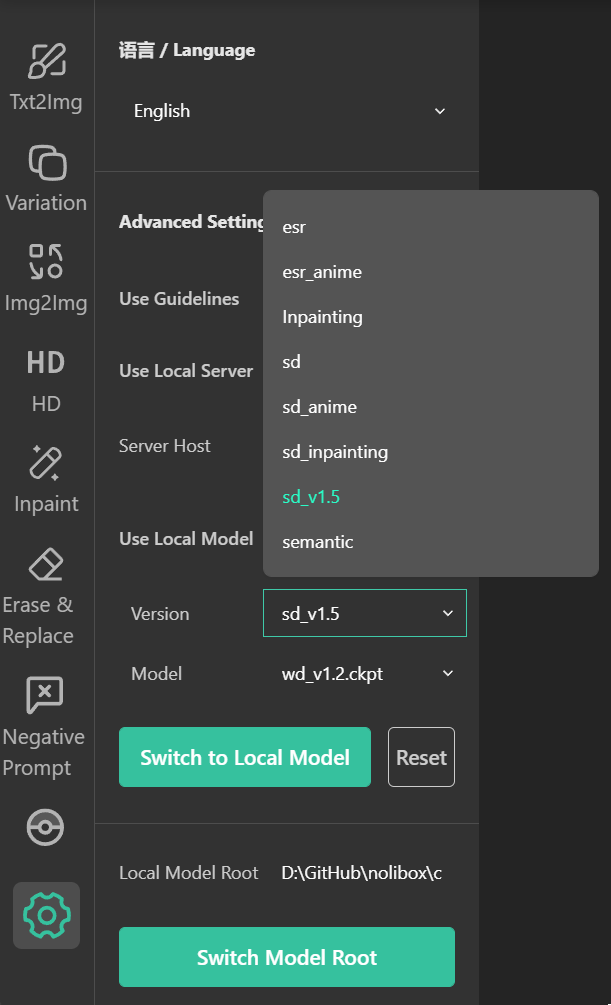 Txt2Img
Variation
Img2Img
HD
HD
Inpaint
Erase &
Replace
Negative
Prompt
语言 / Language
English
Advanced Setting
Use Guidelines
Use Local Server
Server Host
Use Local Model
esr
esr_anime
Inpainting
sd
sd_anime
sd_inpainting
sd_v1.5
semantic
Version sd_v1.5
Model wd_v1.2.ckpt
Switch to Local Model Reset
Local Model Root D:\GitHub\nolibox\c
Switch Model Root